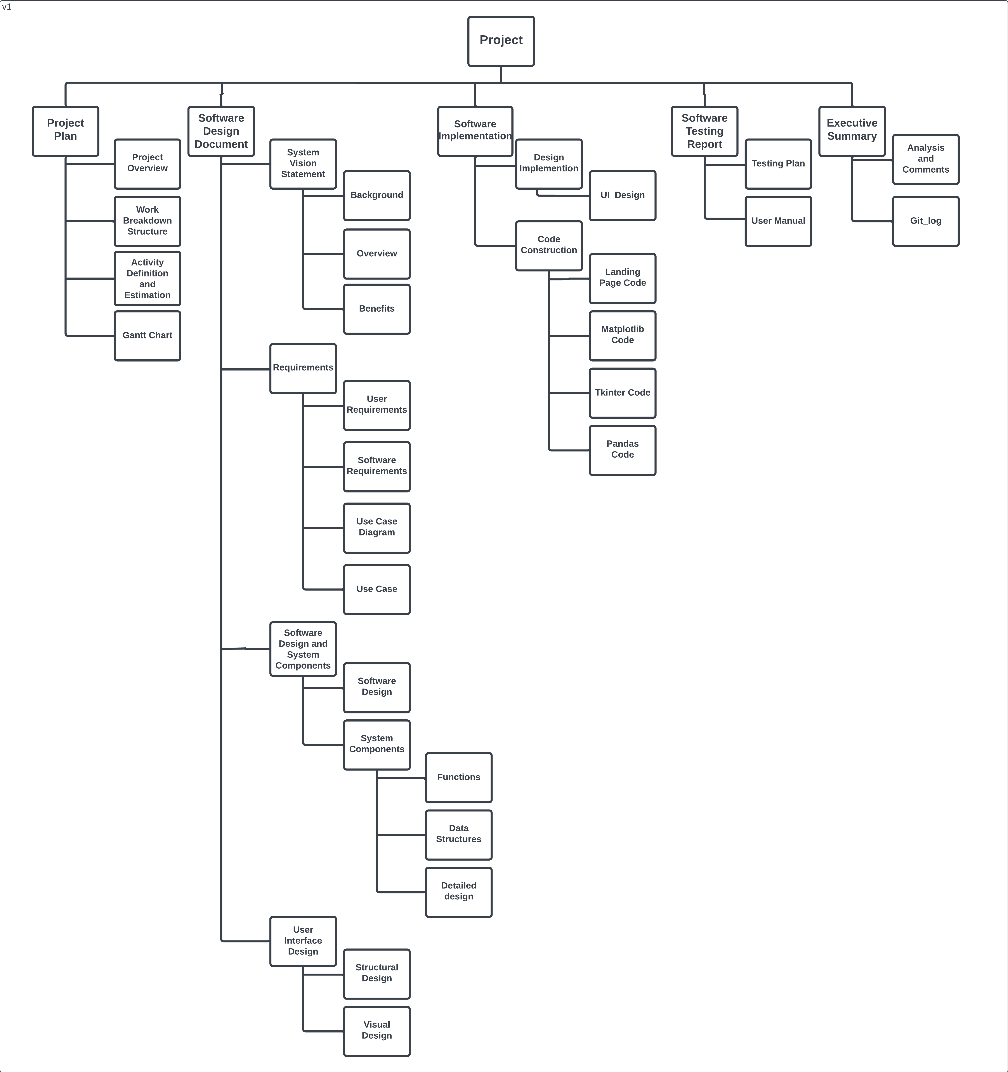 v1
Project
Project
Plan
Project
Overview
Work
Breakdown
Structure
Activity
Definition
and
Estimation
Gantt Chart
Software
Design
Document
System
Vision
Statement
Background
Overview
Benefits
Requirements
User
Requirements
Software
Requirements
Use Case
Diagram
Use Case
Software
Design and
System
Components
Software
Design
System
Components
Functions
Data
Structures
Detailed
design
User
Interface
Design
Structural
Design
Visual
Design
Software
Implementation
Design
Implemention
UI Design
Code
Construction
Landing
Page Code
Matplotlib
Code
Tkinter Code
Pandas
Code
Software
Testing
Report
Testing Plan
User Manual
Executive
Summary
Analysis
and
Comments
Git_log